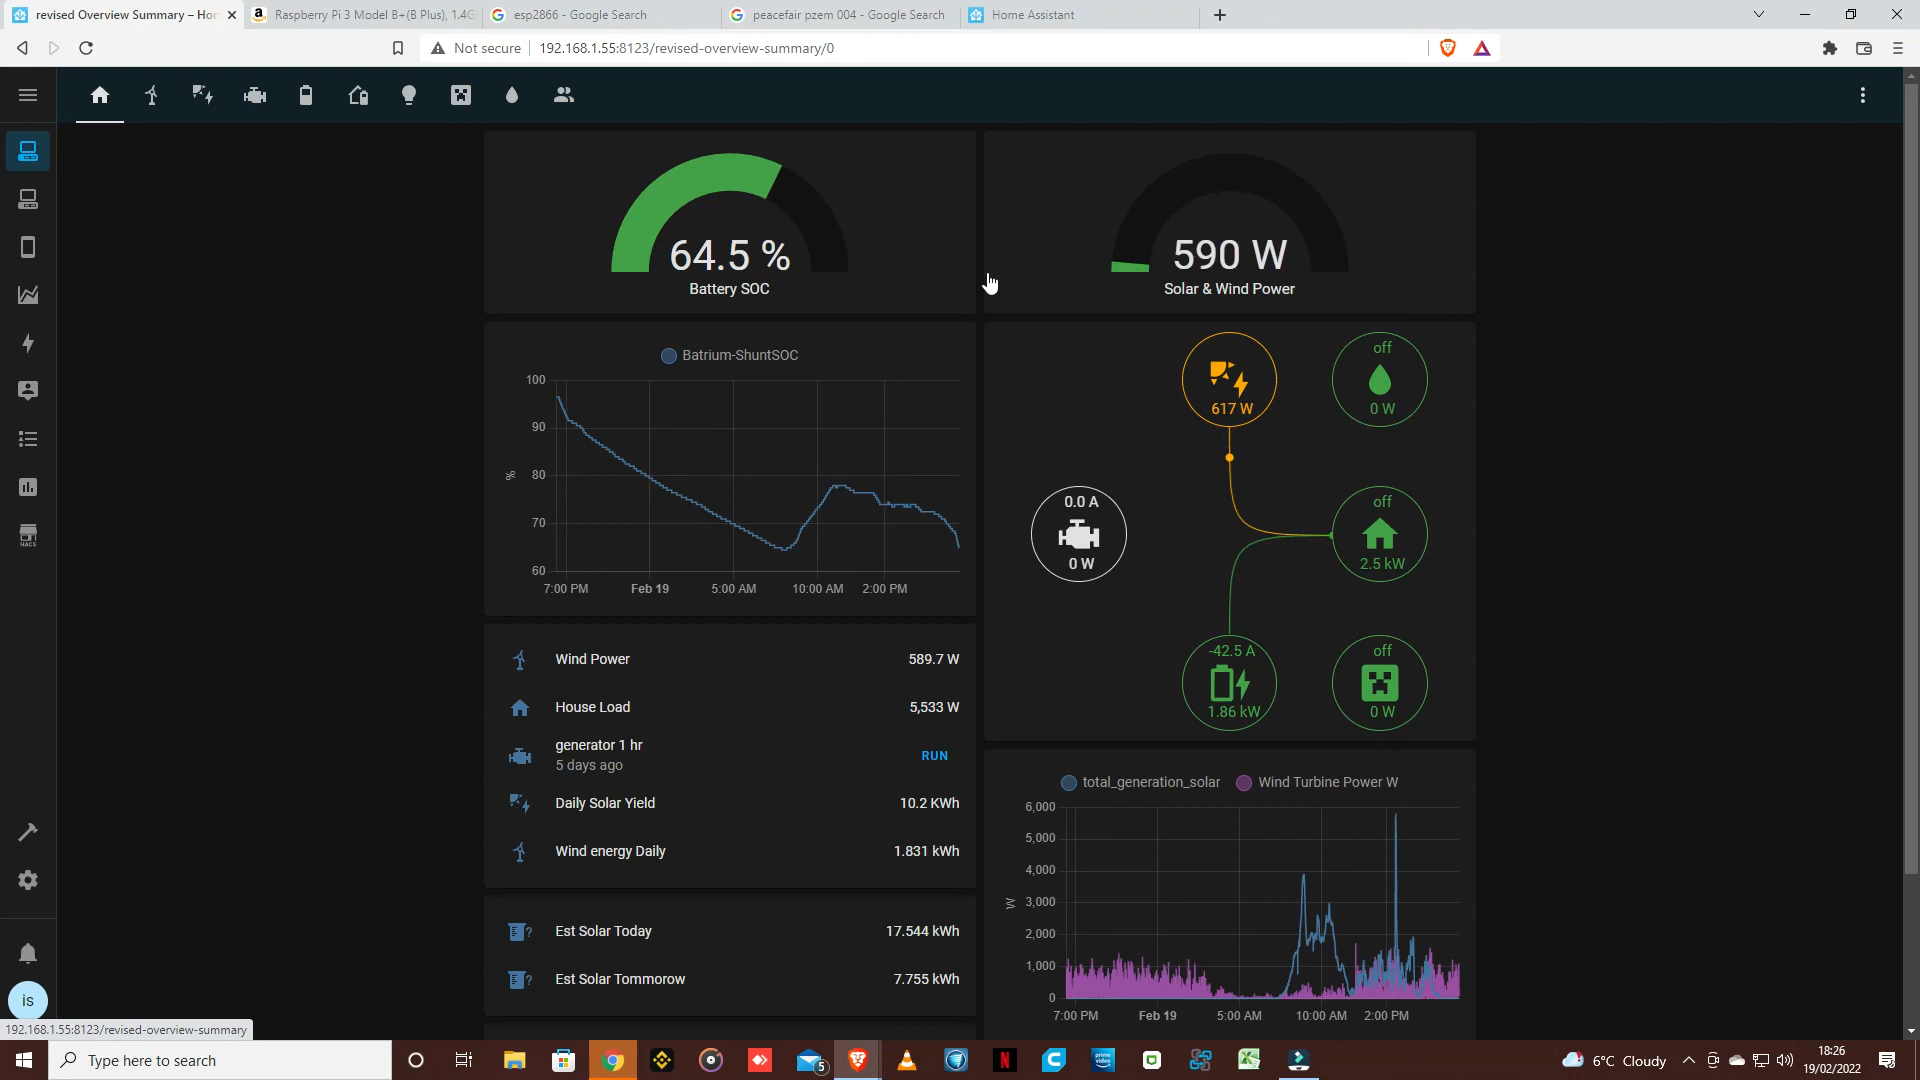 revised Overview Summary – Hor
Raspberry Pi 3 Model B+(B Plus), 1.4G
esp2866 - Google Search
peacefair pzem 004 - Google Search
Home Assistant
Not secure
192.168.1.55:8123/revised-overview-summary/0
64.5 %
Battery SOC
590 W
Solar & Wind Power
Batrium-ShuntSOC
100
90
80
70
60
%
7:00 PM
Feb 19
5:00 AM
10:00 AM
2:00 PM
617 W
off
0 W
0.0 A
0 W
off
2.5 kW
-42.5 A
1.86 kW
off
0 W
Wind Power
589.7 W
House Load
5,533 W
generator 1 hr
5 days ago
RUN
Daily Solar Yield
10.2 KWh
Wind energy Daily
1.831 kWh
Est Solar Today
17.544 kWh
Est Solar Tommorow
7.755 kWh
total_generation_solar
Wind Turbine Power W
6,000
5,000
4,000
3,000
2,000
1,000
0
W
7:00 PM
Feb 19
5:00 AM
10:00 AM
2:00 PM
HACS
is
192.168.1.55:8123/revised-overview-summary
Type here to search
5
N
prime
video
6°C Cloudy
18:26
19/02/2022